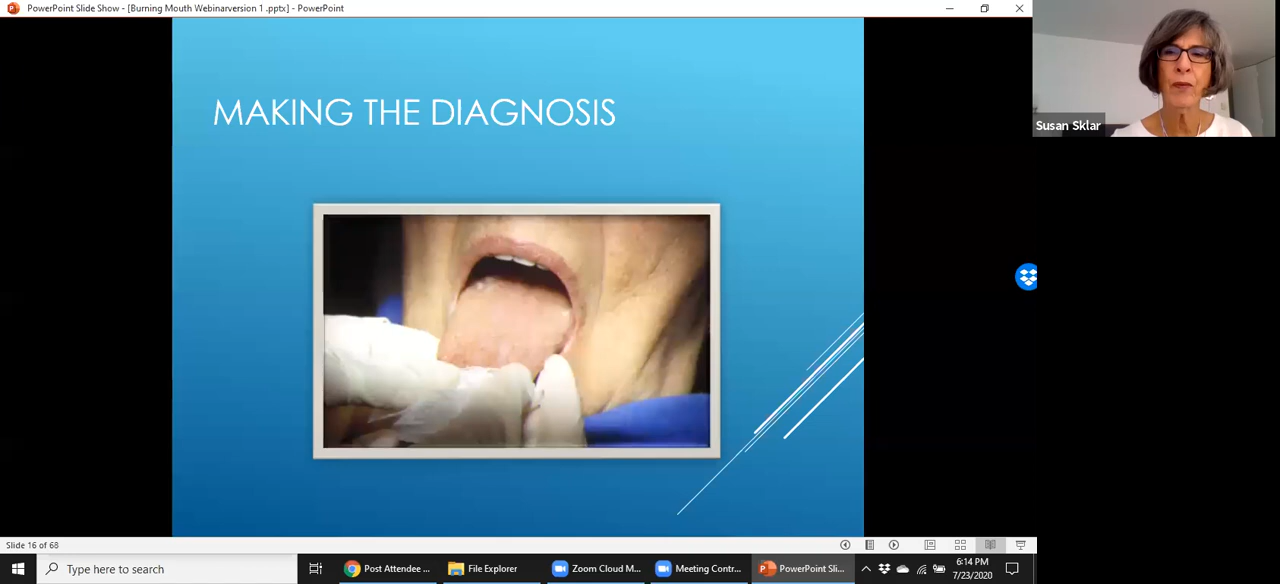 PowerPoint Slide Show - [Burning Mouth Webinarversion 1 .pptx] - PowerPoint
Susan Sklar
MAKING THE DIAGNOSIS
Slide 16 of 68
Type here to search
Post Attendee ...
File Explorer
Zoom Cloud M...
Meeting Contr...
PowerPoint Sli...
6:14 PM
7/23/2020